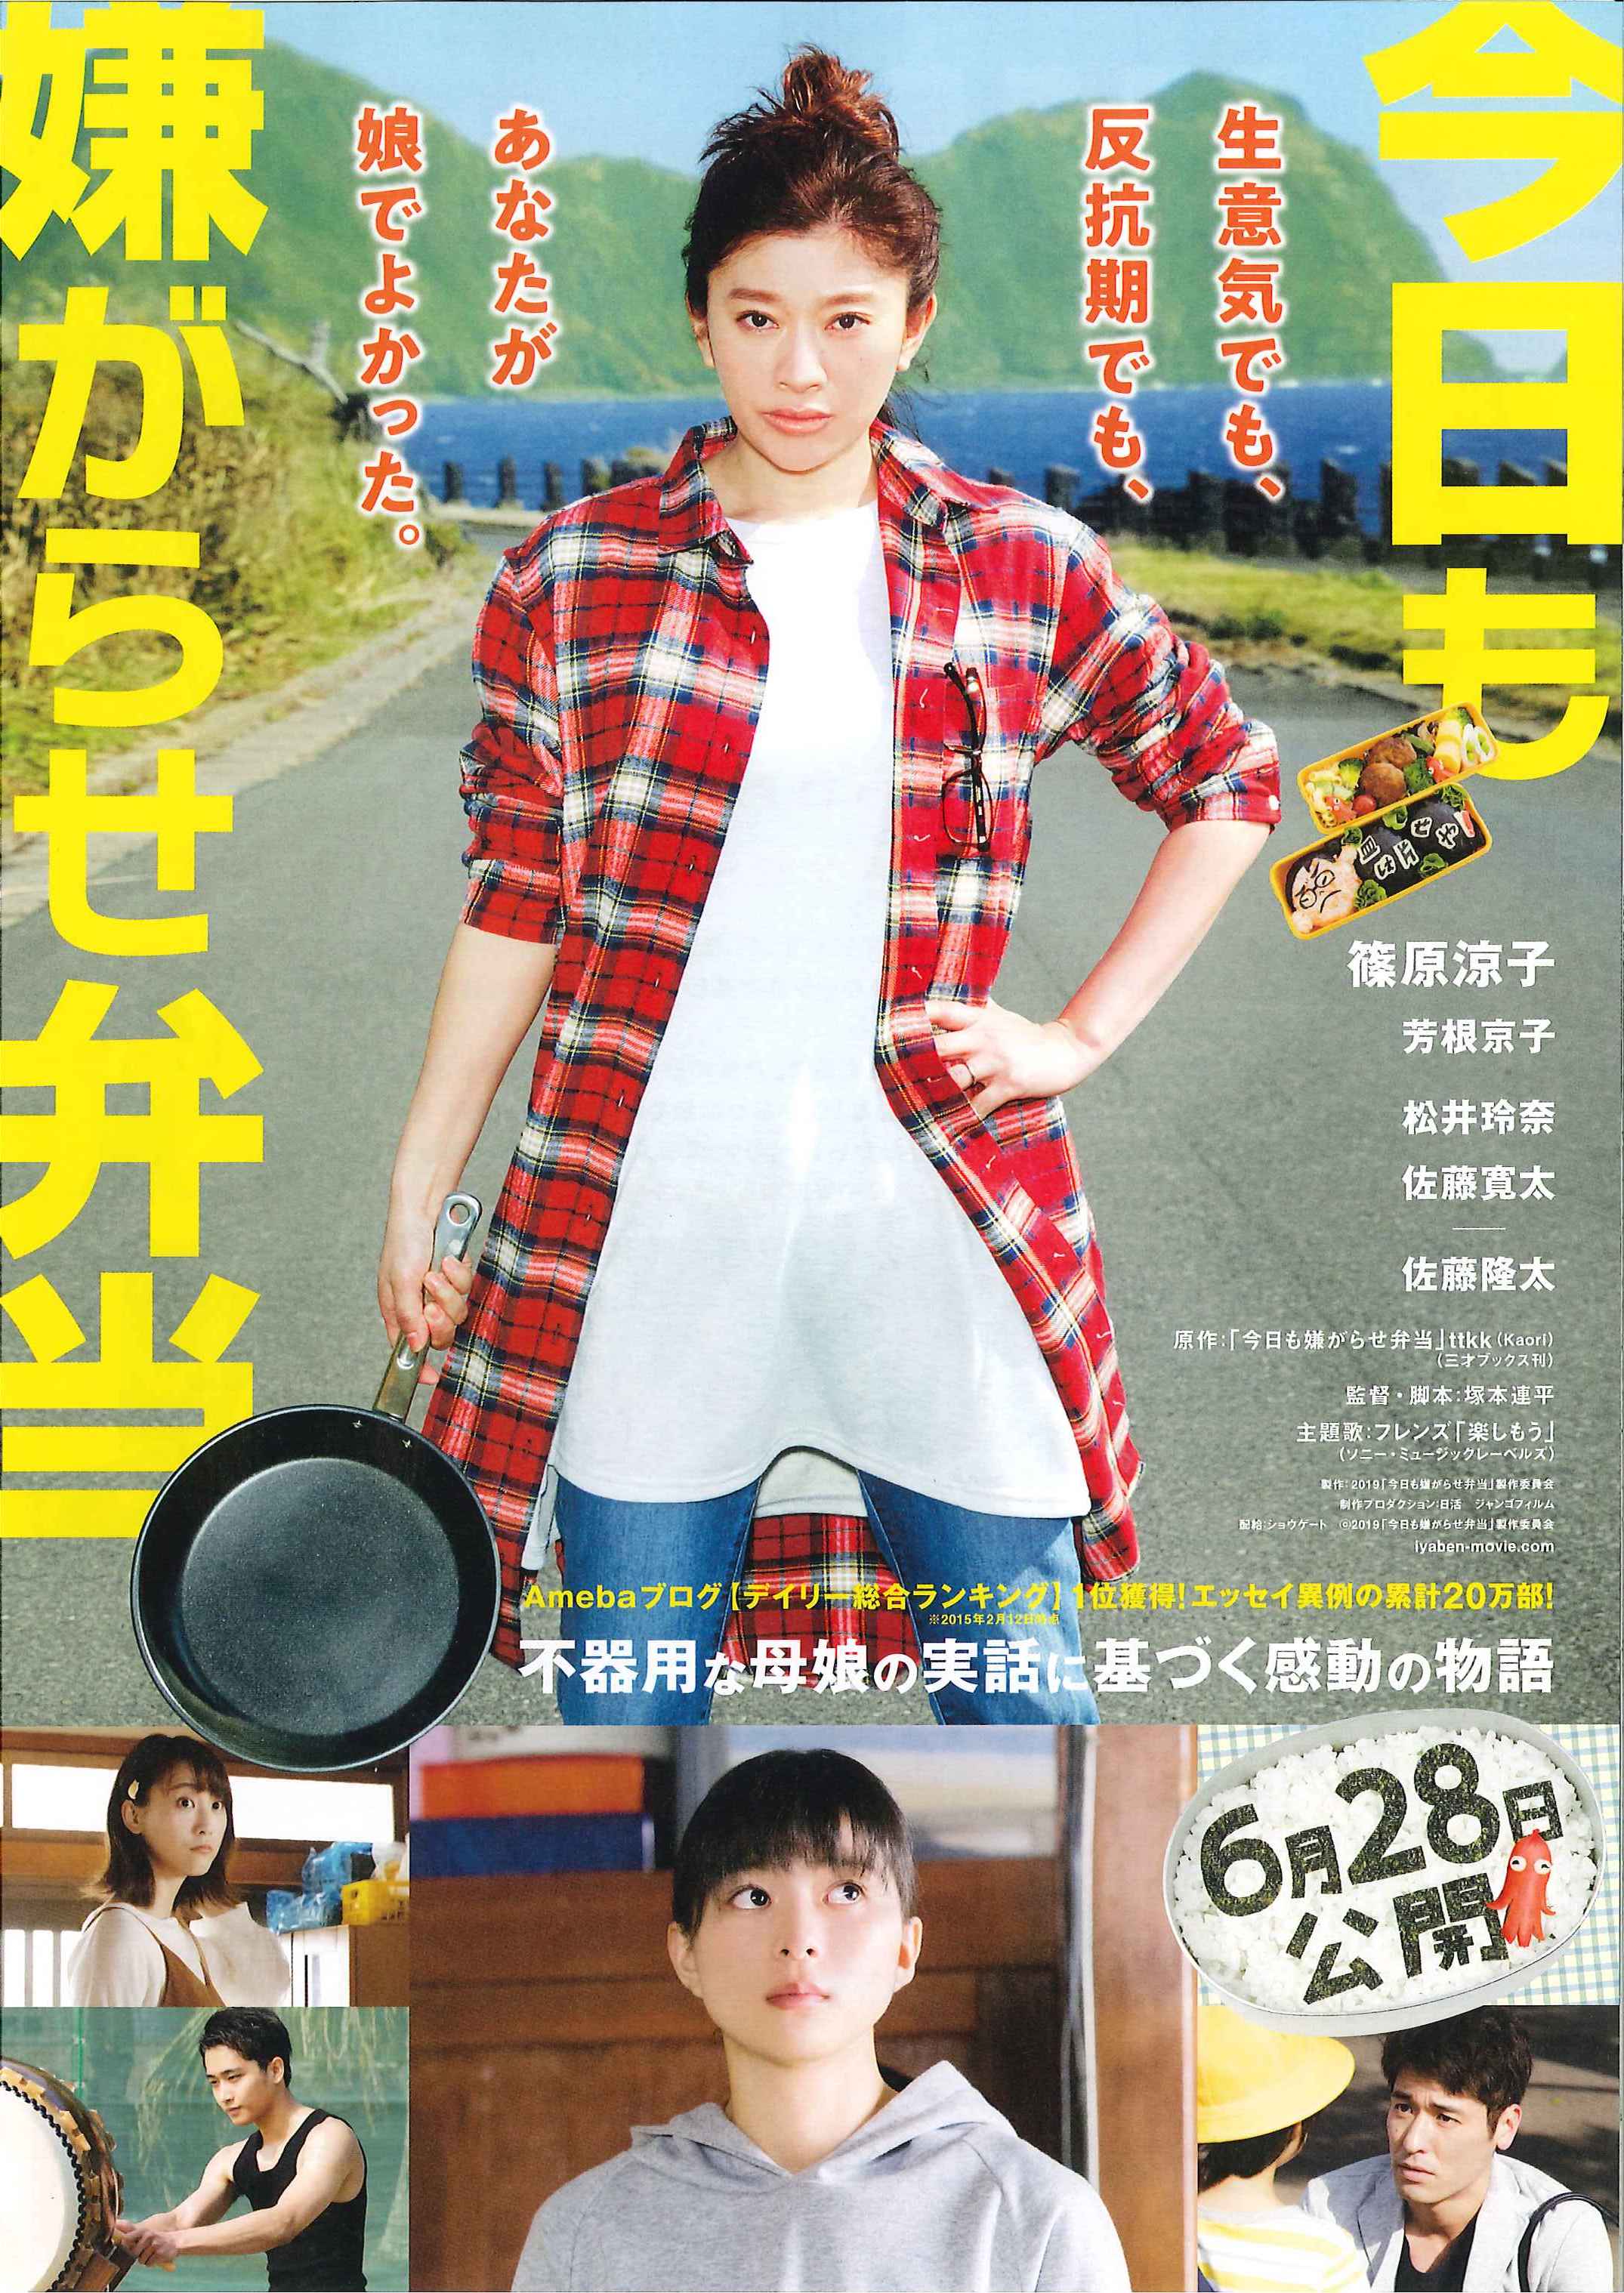 今日も
嫌がらせ弁当
生意気でも、
反抗期でも、
あなたが
娘でよかった。
篠原涼子
芳根京子
松井玲奈
佐藤寛太
佐藤隆太
原作:「今日も嫌がらせ弁当」ttkk(Kaori)
(三才ブックス刊)
監督・脚本:塚本連平
主題歌:フレンズ「楽しもう」
(ソニー・ミュージックレーベルズ)
製作:2019「今日も嫌がらせ弁当」製作委員会
制作プロダクション:日活 ジャンゴフィルム
配給:ショウゲート ©2019「今日も嫌がらせ弁当」製作委員会
iyaben-movie.com
Amebaブログ【デイリー総合ランキング】1位獲得!エッセイ異例の累計20万部!
※2015年2月12日時点
不器用な母娘の実話に基づく感動の物語
6月28日
公開